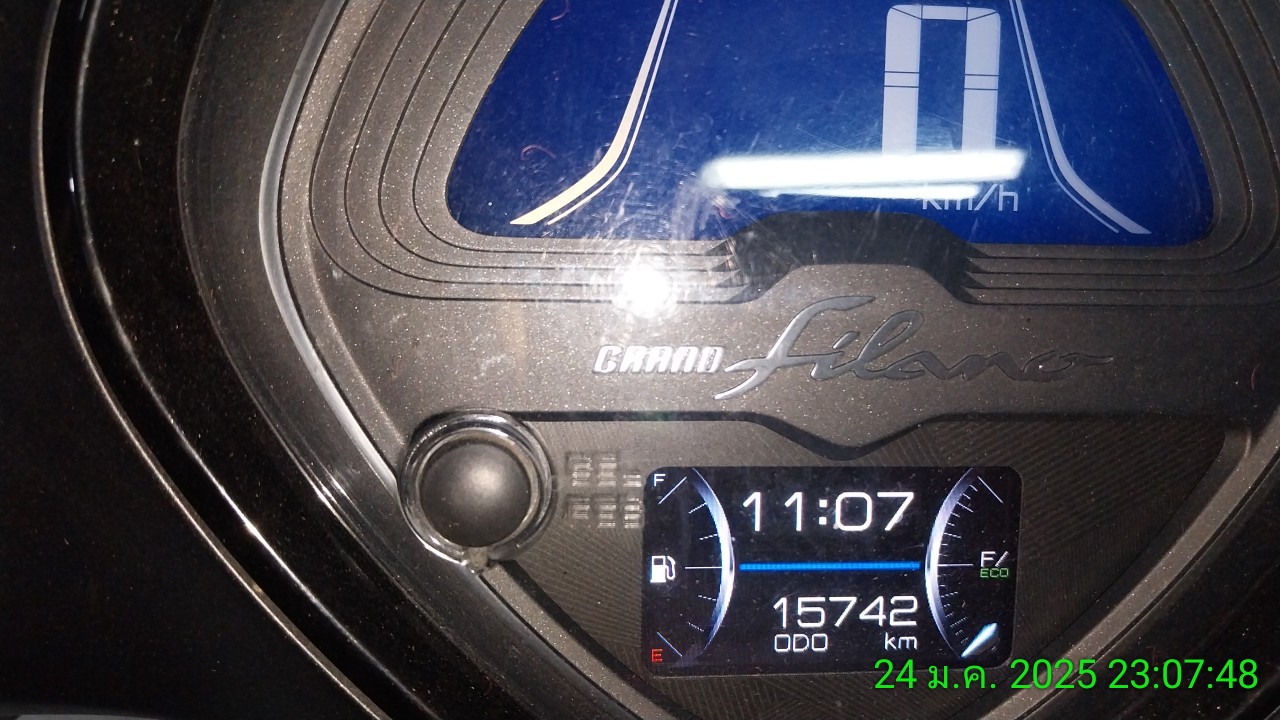 0
km/h
GRAND Filano
F
11:07
F/
ECO
15742
ODO km
E
24 ม.ค. 2025 23:07:48